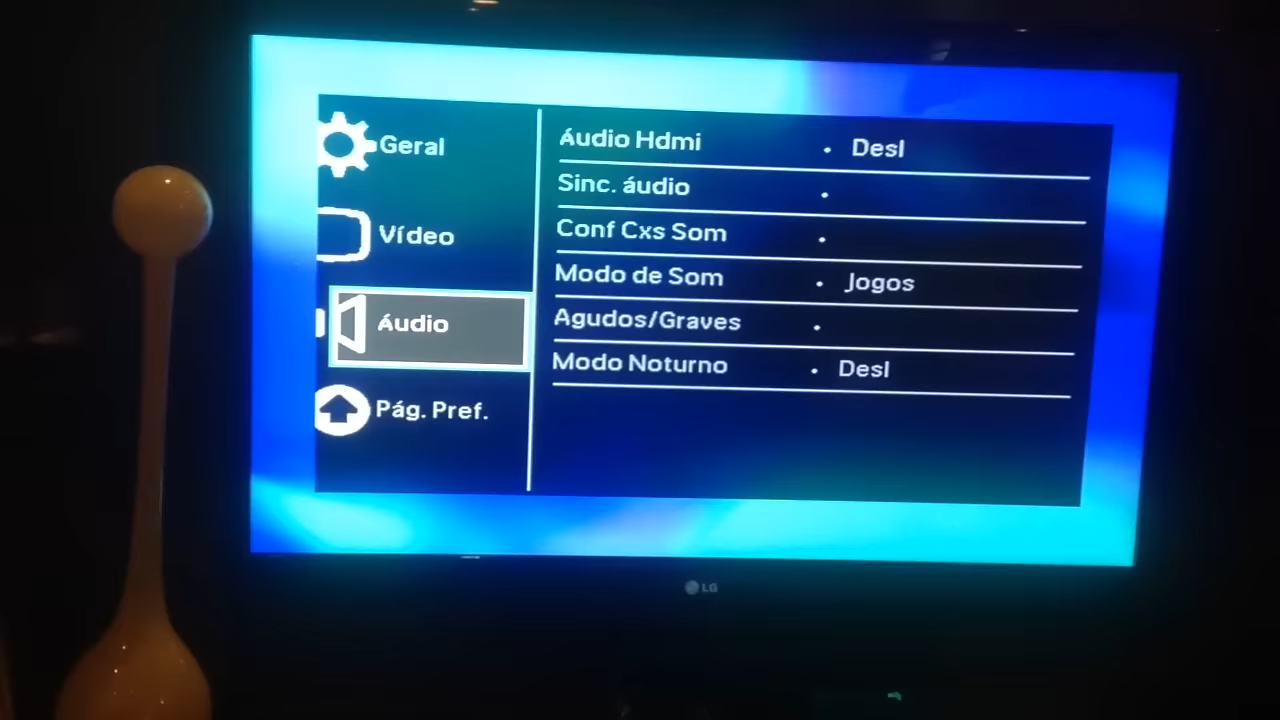 Geral
Vídeo
Áudio
Pág. Pref.
Áudio Hdmi . Desl
Sinc. áudio .
Conf Cxs Som .
Modo de Som . Jogos
Agudos/Graves .
Modo Noturno . Desl
LG